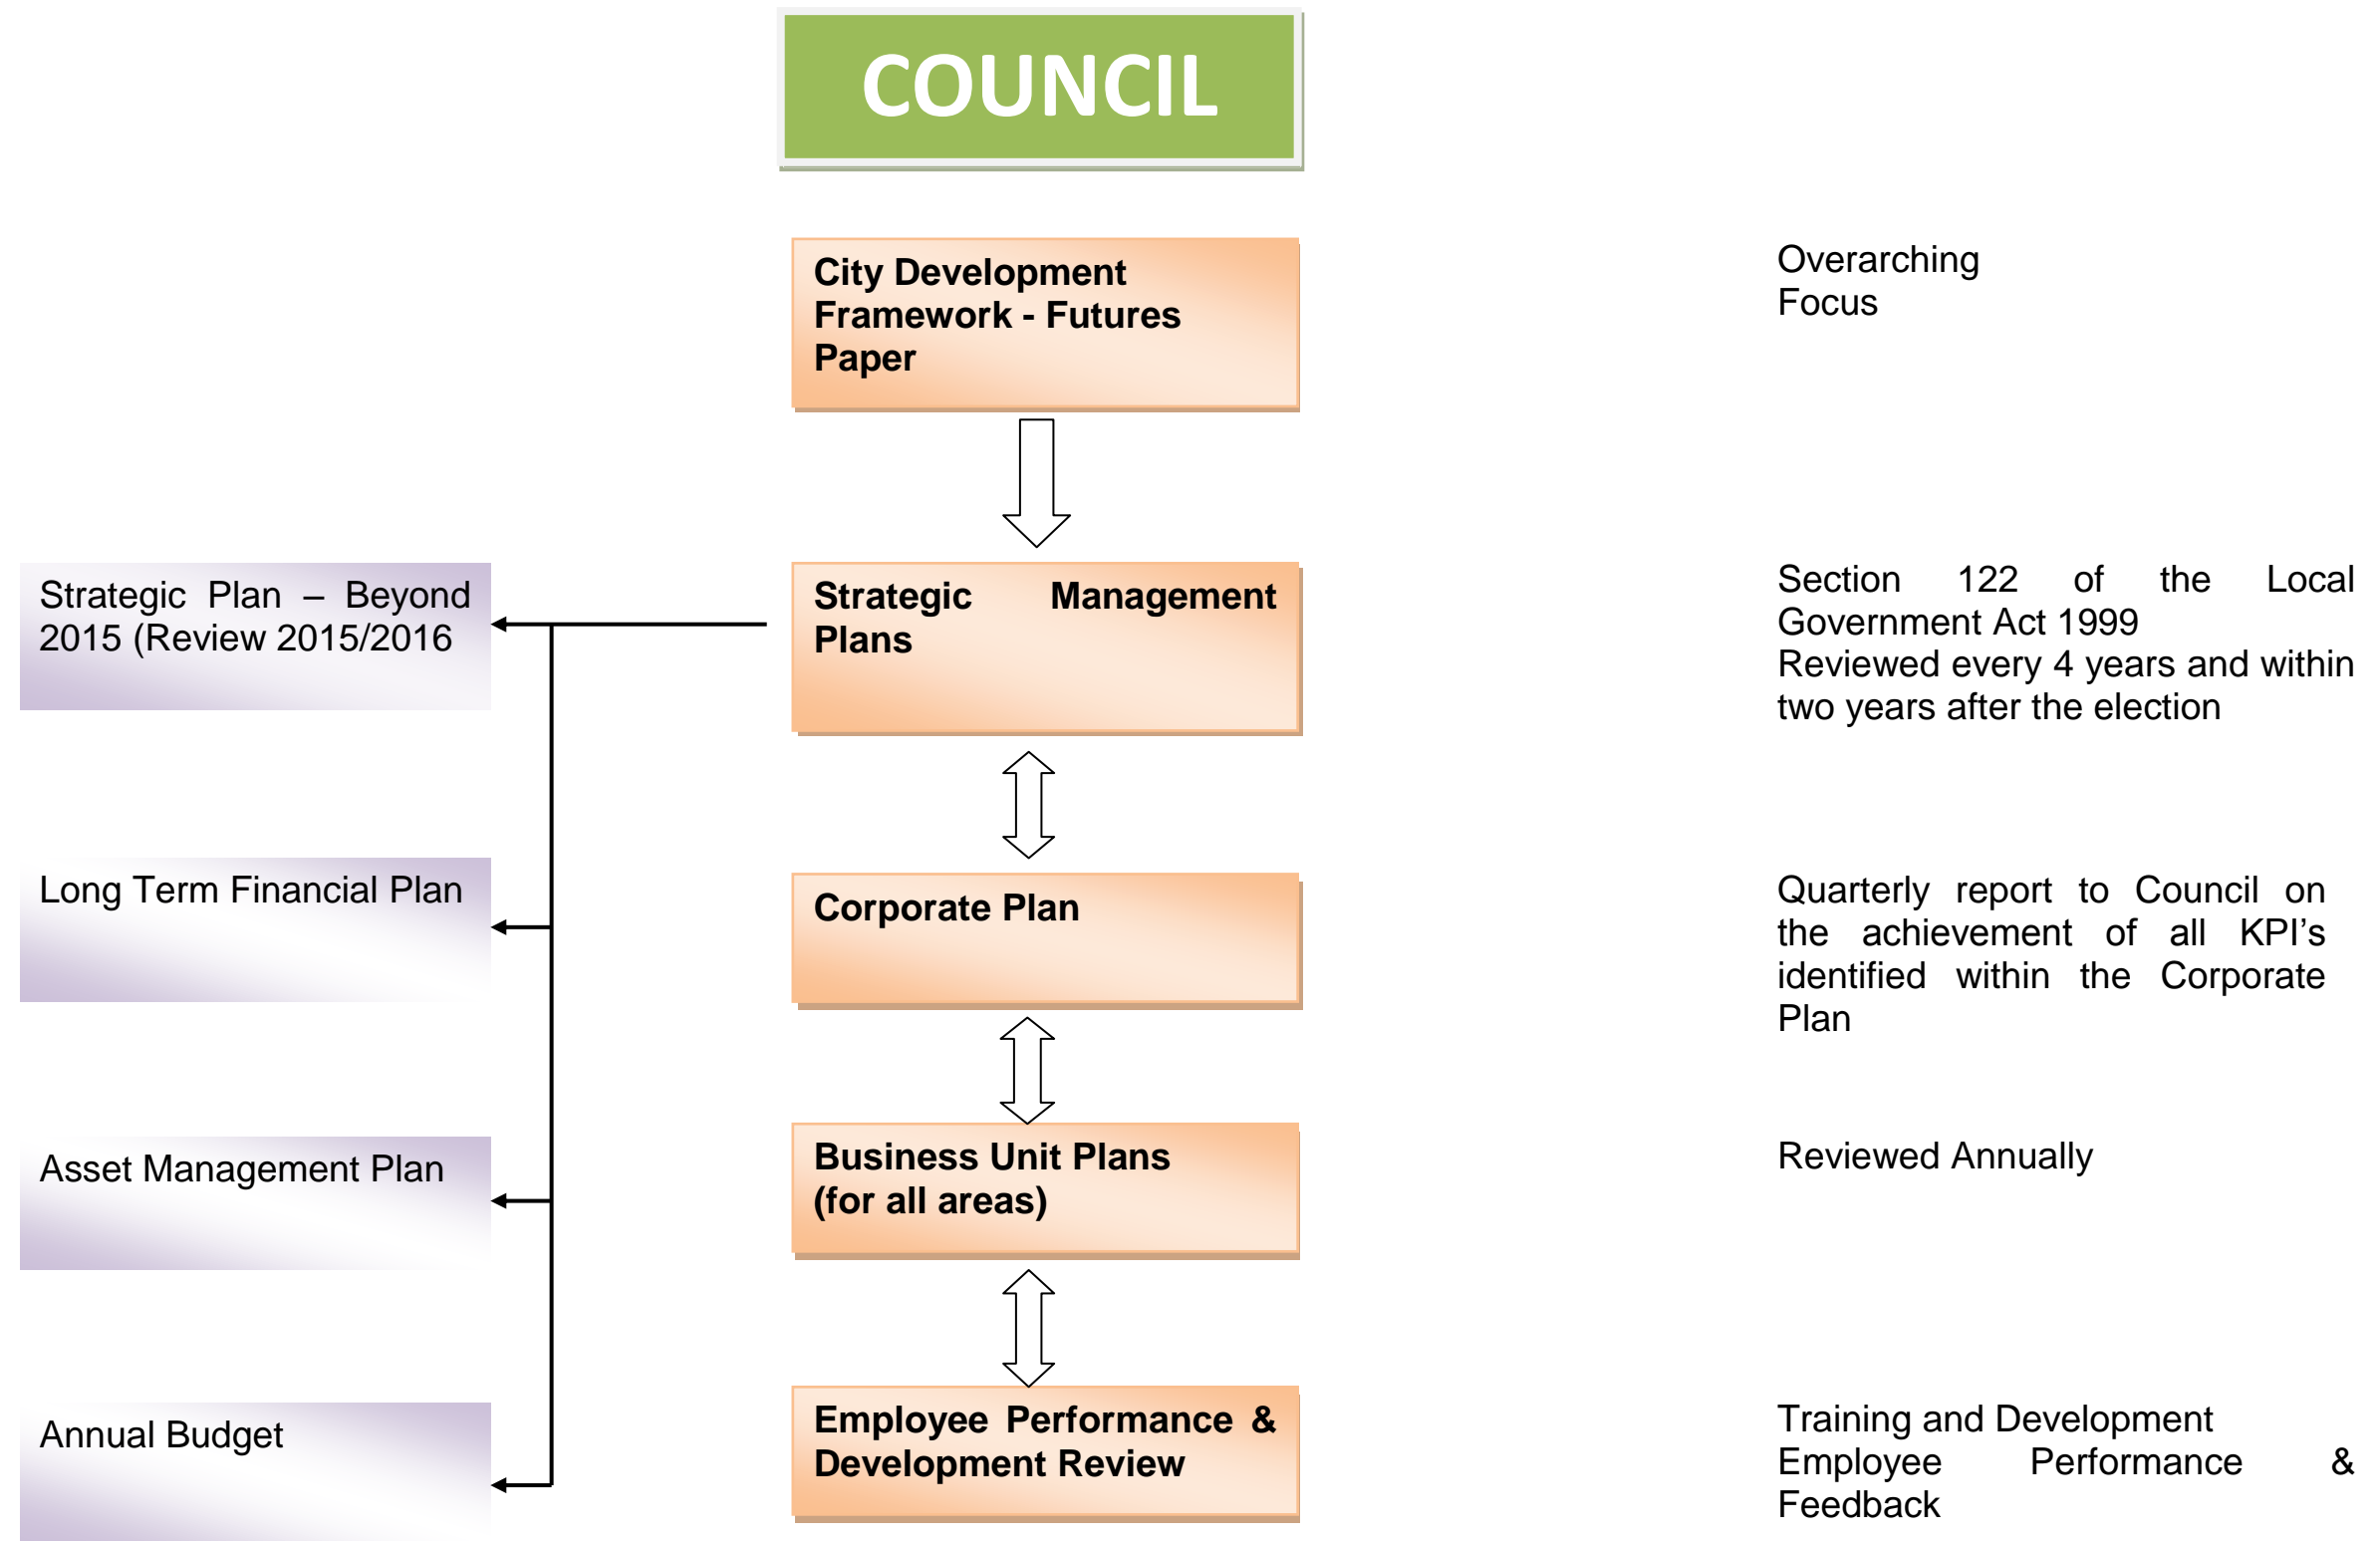 COUNCIL
City Development
Framework - Futures
Paper
Overarching
Focus
Strategic Plan – Beyond
2015 (Review 2015/2016
Strategic Management
Plans
Section 122 of the Local
Government Act 1999
Reviewed every 4 years and within
two years after the election
Long Term Financial Plan
Corporate Plan
Quarterly report to Council on
the achievement of all KPI’s
identified within the Corporate
Plan
Asset Management Plan
Business Unit Plans
(for all areas)
Reviewed Annually
Annual Budget
Employee Performance &
Development Review
Training and Development
Employee Performance &
Feedback